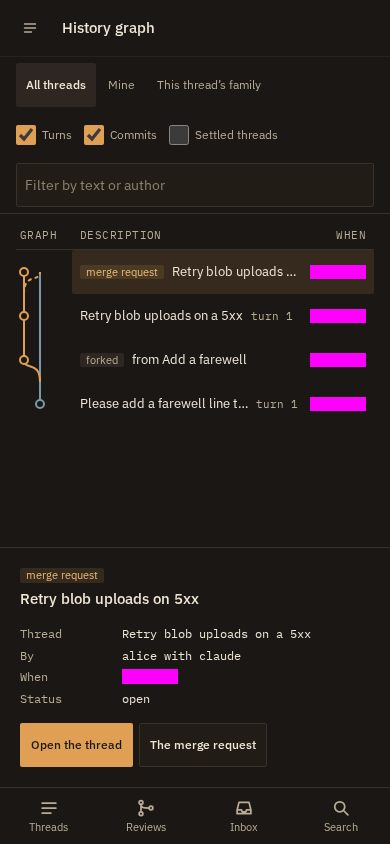 History graph
All threads Mine This thread's family
Turns Commits Settled threads
Filter by text or author
GRAPH DESCRIPTION WHEN
merge request Retry blob uploads ...
Retry blob uploads on a 5xx turn 1
forked from Add a farewell
Please add a farewell line t... turn 1
merge request
Retry blob uploads on 5xx
Thread Retry blob uploads on a 5xx
By alice with claude
When
Status open
Open the thread The merge request
Threads Reviews Inbox Search